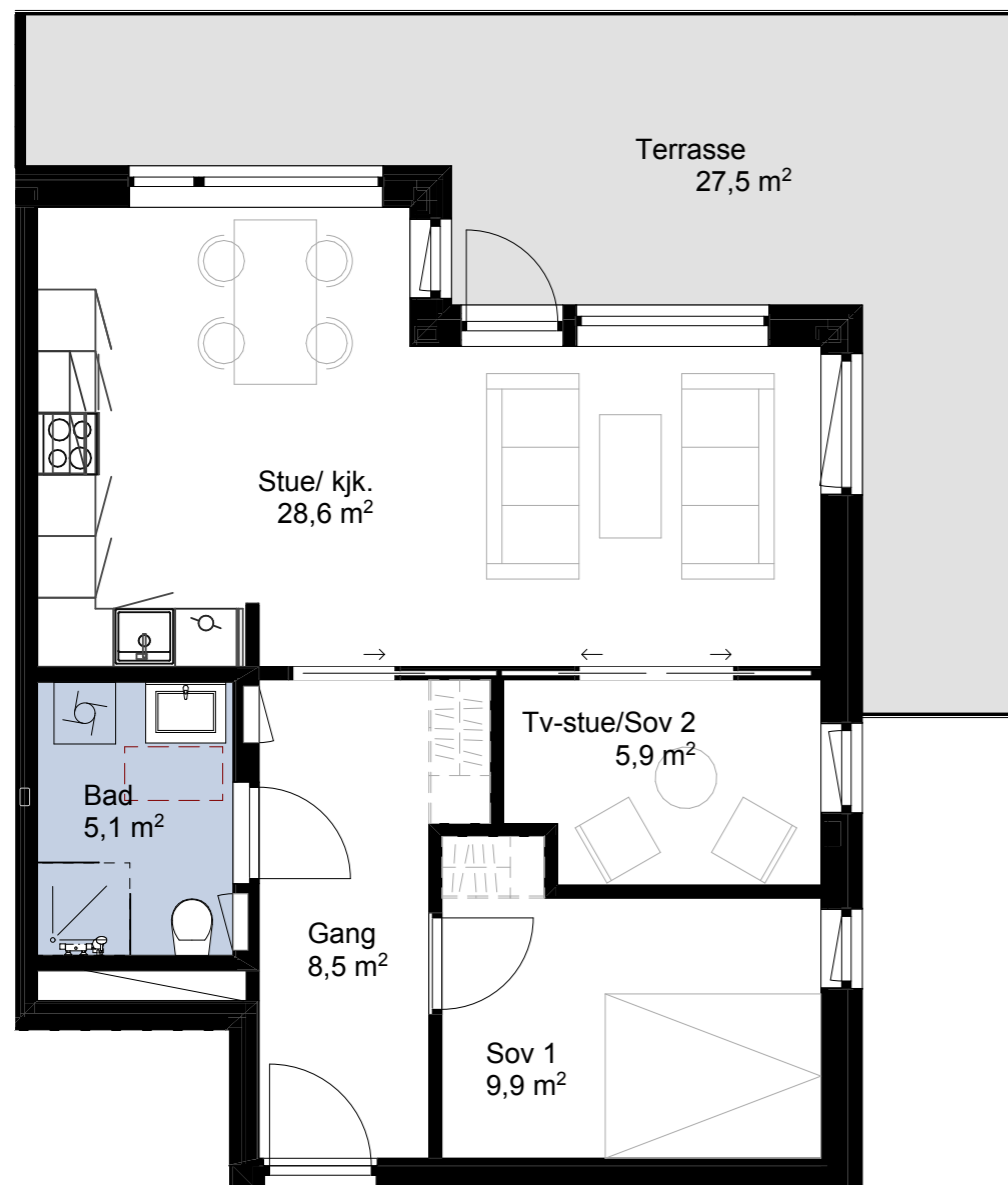 Terrasse
27,5 m²
Stue/ kjk.
28,6 m²
Tv-stue/Sov 2
5,9 m²
Bad
5,1 m²
Gang
8,5 m²
Sov 1
9,9 m²